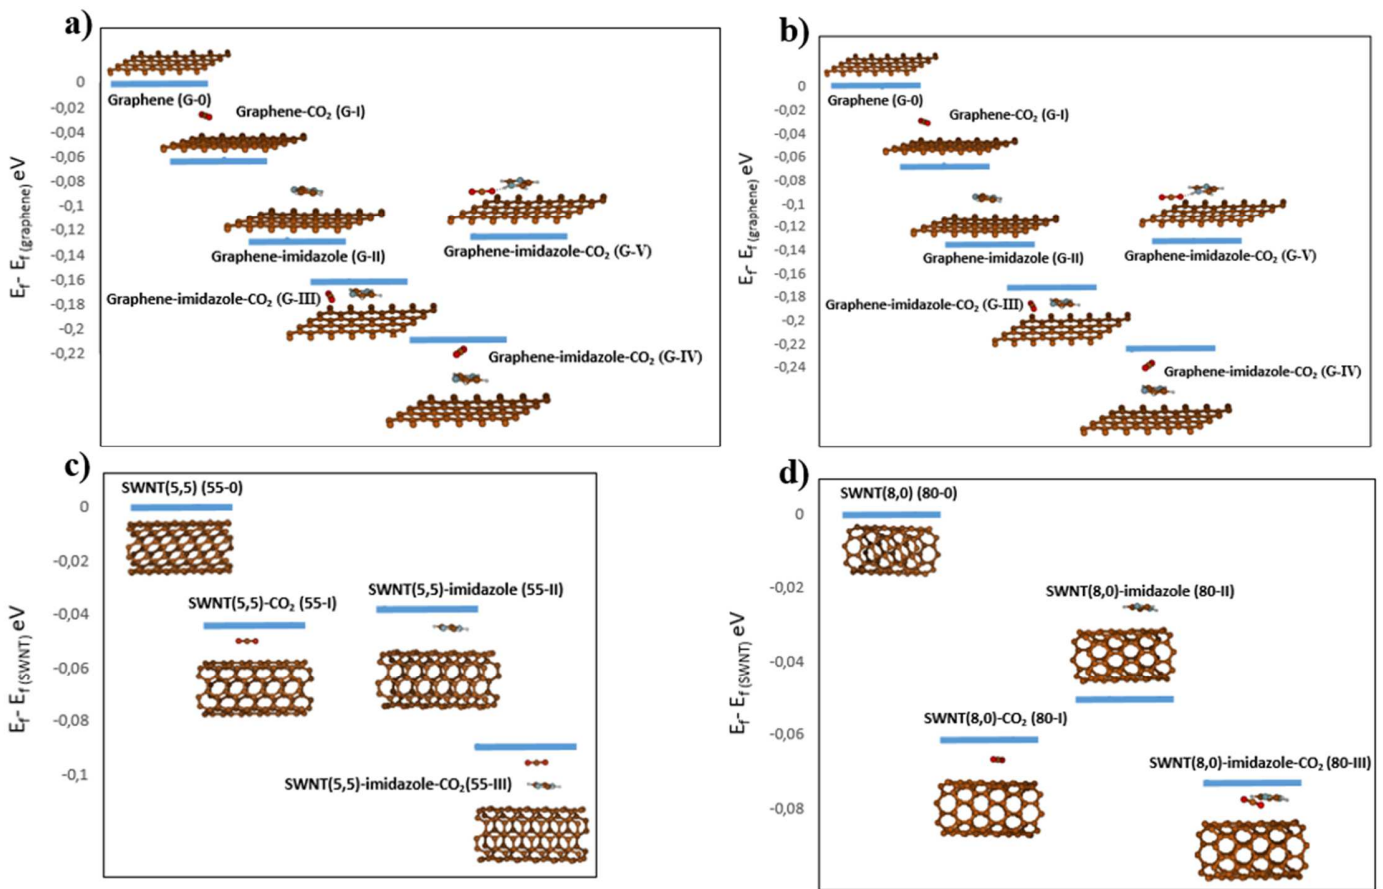 a)
E_f- E_f (graphene) eV
0
-0,02
-0,04
-0,06
-0,08
-0,1
-0,12
-0,14
-0,16
-0,18
-0,2
-0,22
Graphene (G-0)
Graphene-CO₂ (G-I)
Graphene-imidazole (G-II)
Graphene-imidazole-CO₂ (G-V)
Graphene-imidazole-CO₂ (G-III)
Graphene-imidazole-CO₂ (G-IV)
b)
E_f- E_f (graphene) eV
0
-0,02
-0,04
-0,06
-0,08
-0,1
-0,12
-0,14
-0,16
-0,18
-0,2
-0,22
-0,24
Graphene (G-0)
Graphene-CO₂ (G-I)
Graphene-imidazole (G-II)
Graphene-imidazole-CO₂ (G-V)
Graphene-imidazole-CO₂ (G-III)
Graphene-imidazole-CO₂ (G-IV)
c)
E_f- E_f (SWNT) eV
0
-0,02
-0,04
-0,06
-0,08
-0,1
SWNT(5,5) (55-0)
SWNT(5,5)-imidazole (55-II)
SWNT(5,5)-CO₂ (55-I)
SWNT(5,5)-imidazole-CO₂(55-III)
d)
E_f- E_f (SWNT) eV
0
-0,02
-0,04
-0,06
-0,08
SWNT(8,0) (80-0)
SWNT(8,0)-imidazole (80-II)
SWNT(8,0)-CO₂ (80-I)
SWNT(8,0)-imidazole-CO₂ (80-III)